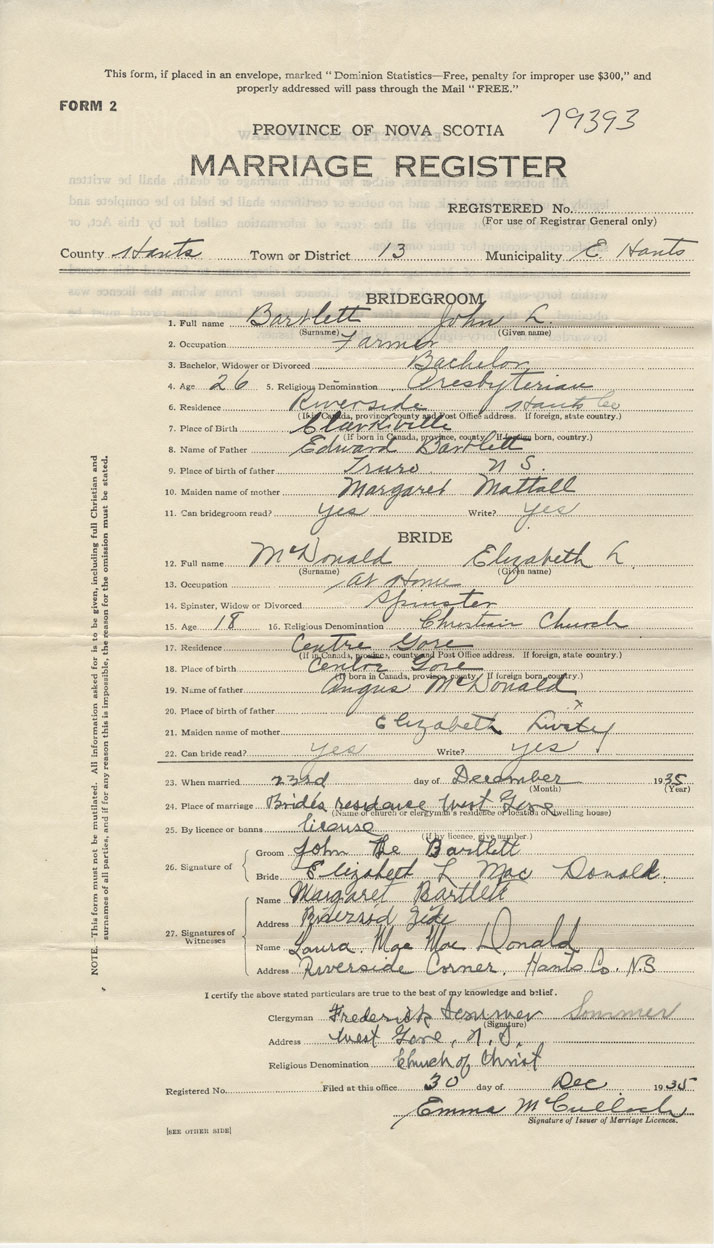 This form, if placed in an envelope, marked "Dominion Statistics—Free, penalty for improper use $300," and
properly addressed will pass through the Mail "FREE."
FORM 2
79393
PROVINCE OF NOVA SCOTIA
MARRIAGE REGISTER
REGISTERED No.
(For use of Registrar General only)
County Hants Town or District 13 Municipality E. Hants
BRIDEGROOM
1. Full name Bartlett John L.
(Surname) (Given name)
2. Occupation Farmer
3. Bachelor, Widower or Divorced Bachelor
4. Age 26 5. Religious Denomination Presbyterian
6. Residence Riverside Hants Co
(If in Canada, province, county and Post Office address. If foreign, state country.)
7. Place of Birth Clarksville
(If born in Canada, province, county. If foreign born, country.)
8. Name of Father Edward Bartlett
9. Place of birth of father Truro N S.
10. Maiden name of mother Margaret Mattall
11. Can bridegroom read? yes Write? yes
BRIDE
12. Full name McDonald Elizabeth L.
(Surname) (Given name)
13. Occupation At Home
14. Spinster, Widow or Divorced Spinster
15. Age 18 16. Religious Denomination Christian Church
17. Residence Centre Gore
(If in Canada, province, county and Post Office address. If foreign, state country.)
18. Place of birth Centre Gore
(If born in Canada, province, county. If foreign born, country.)
19. Name of father Angus McDonald
20. Place of birth of father
21. Maiden name of mother Elizabeth
22. Can bride read? yes Write? yes
23. When married 23rd day of December 1935
(Month) (Year)
24. Place of marriage Bride's residence West Gore
(Name of church or clergyman's residence or location of dwelling house)
25. By licence or banns license
(if by licence, give number.)
26. Signature of
Groom John Bartlett
Bride Elizabeth L Mac Donald.
27. Signatures of Witnesses
Name Margaret Bartlett
Address
Name Laura Mae Mac Donald
Address Riverside Corner, Hants Co. N.S
NOTE. This form must not be mutilated. All information asked for is to be given, including full Christian and
surnames of all parties, and if for any reason this is impossible, the reason for the omission must be stated.
I certify the above stated particulars are true to the best of my knowledge and belief.
Clergyman Frederick Sommer Sommer
(Signature)
Address West Gore, N.S.
Religious Denomination Church of Christ
Registered No. Filed at this office 30 day of Dec 1935
Emma McCulloch
Signature of Issuer of Marriage Licences.
[SEE OTHER SIDE]